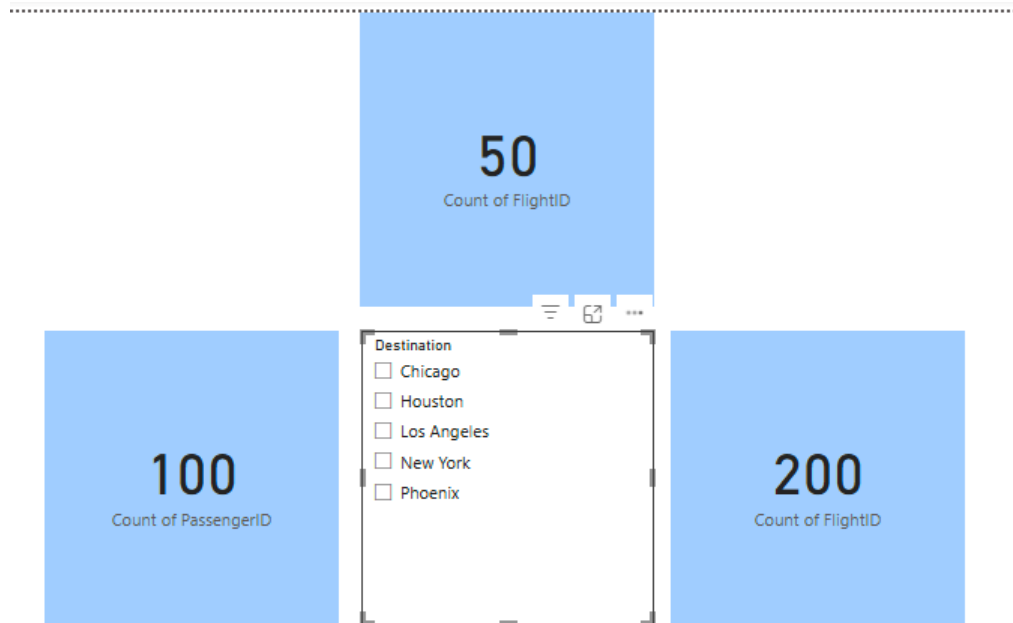 50
Count of FlightID
Destination
Chicago
Houston
Los Angeles
New York
Phoenix
100
Count of PassengerID
200
Count of FlightID